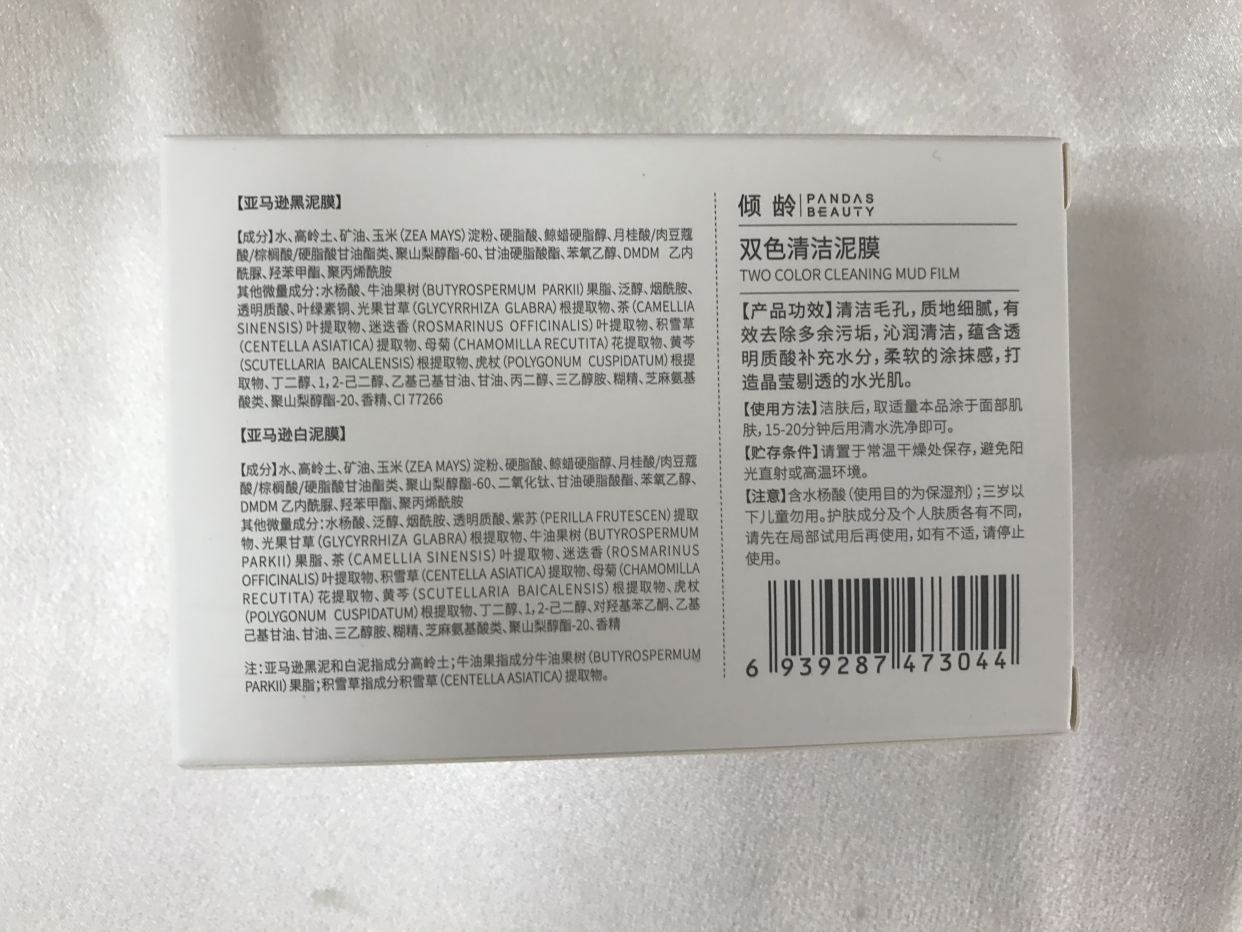 【亚马逊黑泥膜】
【成分】水、高岭土、矿油、玉米(ZEA MAYS)淀粉、硬脂酸、鲸蜡硬脂醇、月桂酸/肉豆蔻
酸/棕榈酸/硬脂酸甘油酯类、聚山梨醇酯-60、甘油硬脂酸酯、苯氧乙醇、DMDM 乙内
酰脲、羟苯甲酯、聚丙烯酰胺
其他微量成分：水杨酸、牛油果树(BUTYROSPERMUM PARKII)果脂、泛醇、烟酰胺、
透明质酸、叶绿素铜、光果甘草(GLYCYRRHIZA GLABRA)根提取物、茶(CAMELLIA
SINENSIS)叶提取物、迷迭香(ROSMARINUS OFFICINALIS)叶提取物、积雪草
(CENTELLA ASIATICA)提取物、母菊(CHAMOMILLA RECUTITA)花提取物、黄芩
(SCUTELLARIA BAICALENSIS)根提取物、虎杖(POLYGONUM CUSPIDATUM)根提
取物、丁二醇、1,2-己二醇、乙基己基甘油、甘油、丙二醇、三乙醇胺、糊精、芝麻氨基
酸类、聚山梨醇酯-20、香精、CI 77266
【亚马逊白泥膜】
【成分】水、高岭土、矿油、玉米(ZEA MAYS)淀粉、硬脂酸、鲸蜡硬脂醇、月桂酸/肉豆蔻
酸/棕榈酸/硬脂酸甘油酯类、聚山梨醇酯-60、二氧化钛、甘油硬脂酸酯、苯氧乙醇、
DMDM 乙内酰脲、羟苯甲酯、聚丙烯酰胺
其他微量成分：水杨酸、泛醇、烟酰胺、透明质酸、紫苏(PERILLA FRUTESCEN)提取
物、光果甘草(GLYCYRRHIZA GLABRA)根提取物、牛油果树(BUTYROSPERMUM
PARKII)果脂、茶(CAMELLIA SINENSIS)叶提取物、迷迭香(ROSMARINUS
OFFICINALIS)叶提取物、积雪草(CENTELLA ASIATICA)提取物、母菊(CHAMOMILLA
RECUTITA)花提取物、黄芩(SCUTELLARIA BAICALENSIS)根提取物、虎杖
(POLYGONUM CUSPIDATUM)根提取物、丁二醇、1,2-己二醇、对羟基苯乙酮、乙基
己基甘油、甘油、三乙醇胺、糊精、芝麻氨基酸类、聚山梨醇酯-20、香精
注：亚马逊黑泥和白泥指成分高岭土；牛油果指成分牛油果树(BUTYROSPERMUM
PARKII)果脂；积雪草指成分积雪草(CENTELLA ASIATICA)提取物。
倾龄|PANDAS BEAUTY
双色清洁泥膜
TWO COLOR CLEANING MUD FILM
【产品功效】清洁毛孔，质地细腻，有
效去除多余污垢，沁润清洁，蕴含透
明质酸补充水分，柔软的涂抹感，打
造晶莹剔透的水光肌。
【使用方法】洁肤后，取适量本品涂于面部肌
肤，15-20分钟后用清水洗净即可。
【贮存条件】请置于常温干燥处保存，避免阳
光直射或高温环境。
【注意】含水杨酸(使用目的为保湿剂)；三岁以
下儿童勿用。护肤成分及个人肤质各有不同，
请先在局部试用后再使用，如有不适，请停止
使用。
6 939287 473044